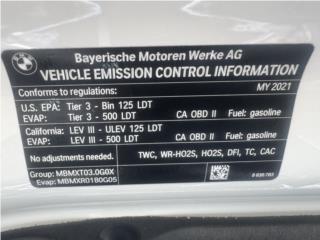 BMW
Bayerische Motoren Werke AG
VEHICLE EMISSION CONTROL INFORMATION
Conforms to regulations: MY 2021
U.S. EPA: Tier 3 - Bin 125 LDT
EVAP: Tier 3 - 500 LDT CA OBD II Fuel: gasoline
California: LEV III - ULEV 125 LDT
EVAP: LEV III - 500 LDT CA OBD II Fuel: gasoline
No adjustments needed. TWC, WR-HO2S, HO2S, DFI, TC, CAC
Group: MBMXT03.0G0X
Evap: MBMXR0180G05